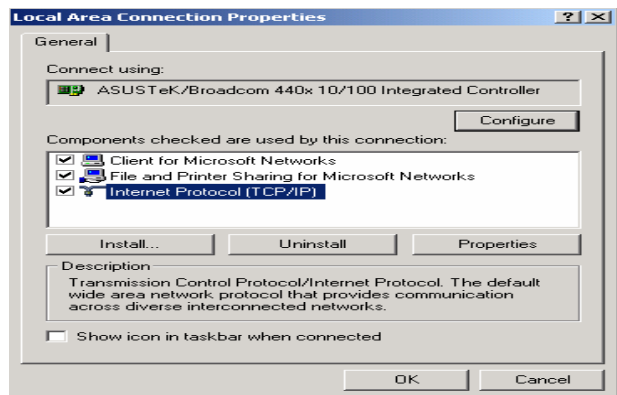 Local Area Connection Properties
General
Connect using:
ASUSTeK/Broadcom 440x 10/100 Integrated Controller
Configure
Components checked are used by this connection:
Client for Microsoft Networks
File and Printer Sharing for Microsoft Networks
Internet Protocol (TCP/IP)
Install... Uninstall Properties
Description
Transmission Control Protocol/Internet Protocol. The default
wide area network protocol that provides communication
across diverse interconnected networks.
Show icon in taskbar when connected
OK Cancel